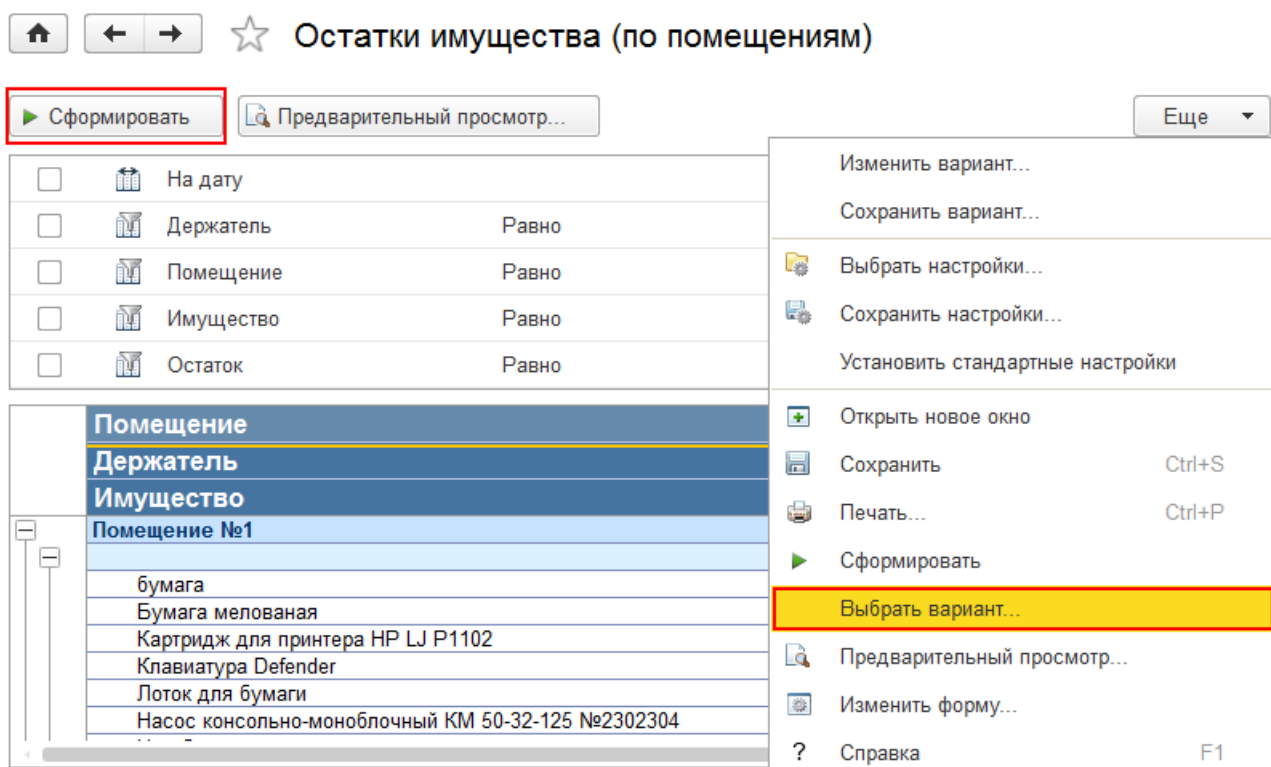 Остатки имущества (по помещениям)
Сформировать
Предварительный просмотр...
Еще
На дату
Держатель Равно
Помещение Равно
Имущество Равно
Остаток Равно
Помещение
Держатель
Имущество
Помещение №1
бумага
Бумага мелованая
Картридж для принтера HP LJ P1102
Клавиатура Defender
Лоток для бумаги
Насос консольно-моноблочный КМ 50-32-125 №2302304
Изменить вариант...
Сохранить вариант...
Выбрать настройки...
Сохранить настройки...
Установить стандартные настройки
Открыть новое окно
Сохранить Ctrl+S
Печать... Ctrl+P
Сформировать
Выбрать вариант...
Предварительный просмотр...
Изменить форму...
? Справка F1